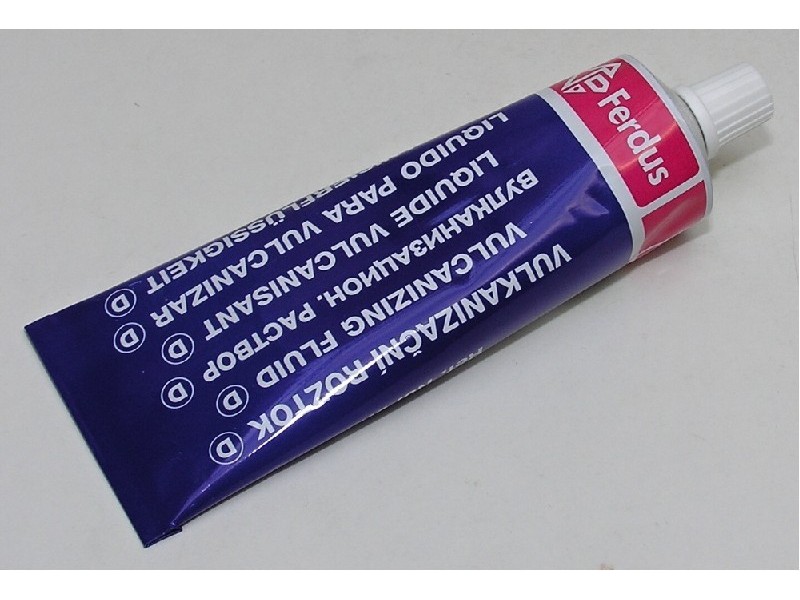 Ferdus
VULKANIZAČNÍ ROZTOK D
VULCANIZING FLUID D
ВУЛКАНИЗАЦИОН. РАСТВОР D
LIQUIDE VULCANISANT D
LIQUIDO PARA VULCANIZAR D
D